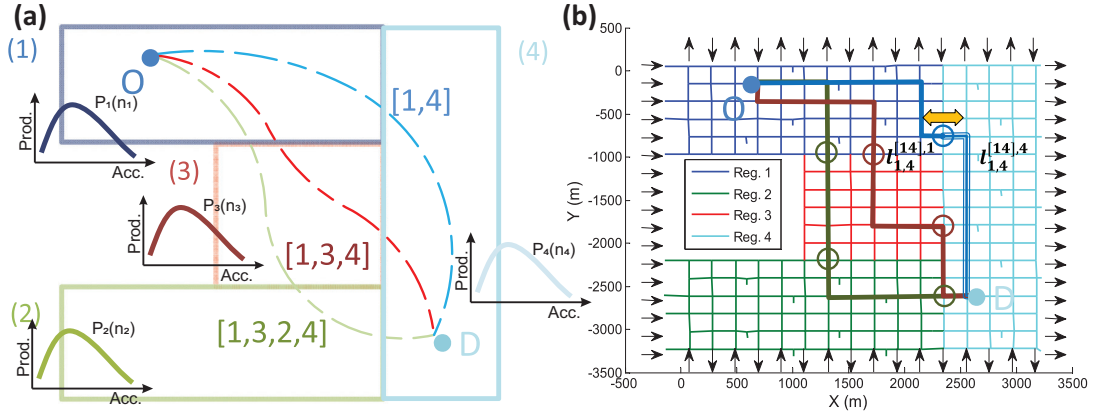 (a)
(1)
O
(4)
[1,4]
Prod.
P₁(n₁)
Acc.
(3)
Prod.
P₃(n₃)
Acc.
[1,3,4]
Prod.
P₄(n₄)
Acc.
(2)
Prod.
P₂(n₂)
Acc.
[1,3,2,4]
D
(b)
500
0
-500
-1000
-1500
-2000
-2500
-3000
-3500
Y (m)
O
l₁,₄^[14],1
l₁,₄^[14],4
Reg. 1
Reg. 2
Reg. 3
Reg. 4
D
-500
0
500
1000
1500
2000
2500
3000
3500
X (m)